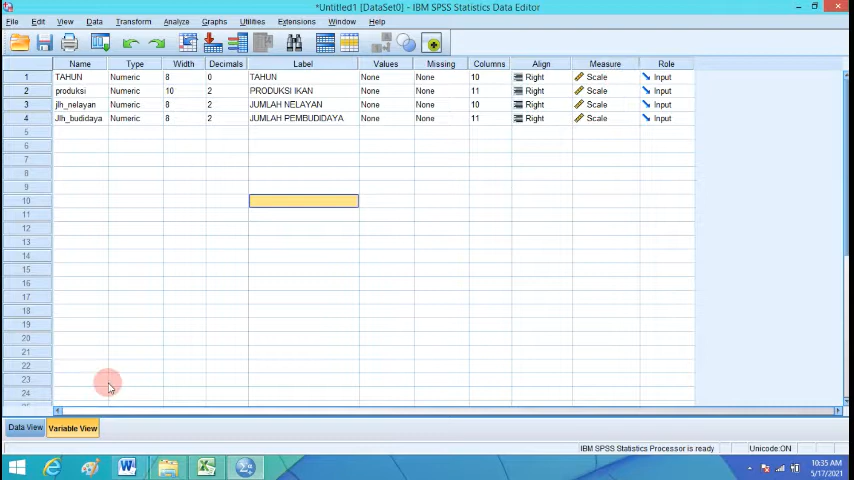 *Untitled1 [DataSet0] - IBM SPSS Statistics Data Editor
File Edit View Data Transform Analyze Graphs Utilities Extensions Window Help
Name Type Width Decimals Label Values Missing Columns Align Measure Role
1 TAHUN Numeric 8 0 TAHUN None None 10 Right Scale Input
2 produksi Numeric 10 2 PRODUKSI IKAN None None 11 Right Scale Input
3 jlh_nelayan Numeric 8 2 JUMLAH NELAYAN None None 10 Right Scale Input
4 Jlh_budidaya Numeric 8 2 JUMLAH PEMBUDIDAYA None None 11 Right Scale Input
5
6
7
8
9
10
11
12
13
14
15
16
17
18
19
20
21
22
23
24
Data View Variable View
IBM SPSS Statistics Processor is ready Unicode:ON
10:35 AM
5/17/2021